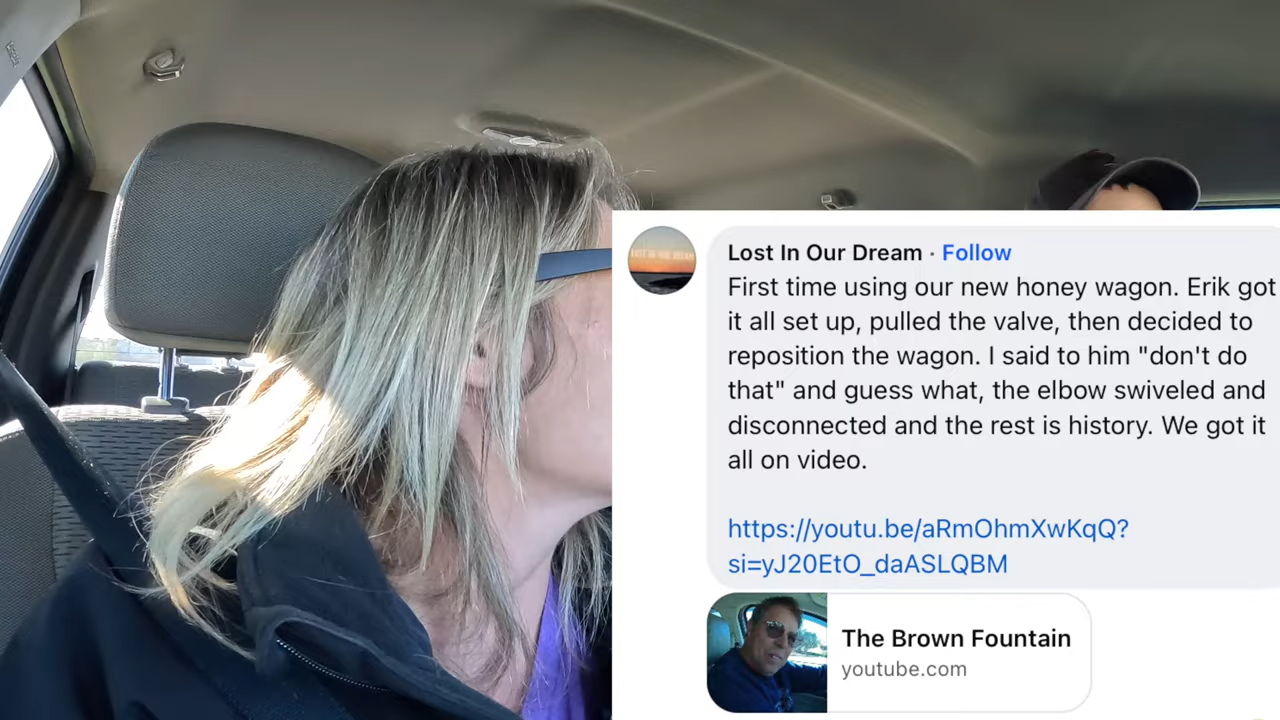 Lost In Our Dream · Follow
First time using our new honey wagon. Erik got
it all set up, pulled the valve, then decided to
reposition the wagon. I said to him "don't do
that" and guess what, the elbow swiveled and
disconnected and the rest is history. We got it
all on video.
https://youtu.be/aRmOhmXwKqQ?
si=yJ20EtO_daASLQBM
The Brown Fountain
youtube.com